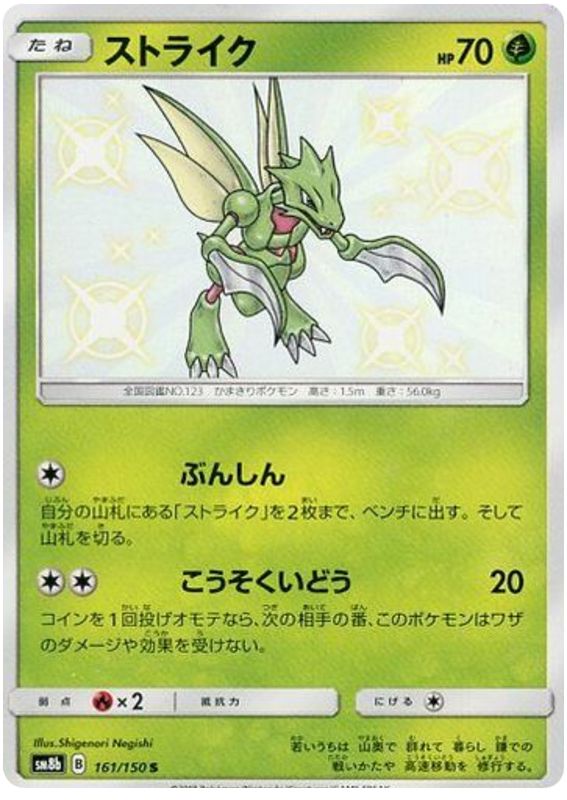 たね ストライク HP70
全国図鑑NO.123 かまきりポケモン 高さ：1.5m 重さ：56.0kg
ぶんしん
自分の山札にある「ストライク」を2枚まで、ベンチに出す。そして
山札を切る。
こうそくいどう 20
コインを1回投げオモテなら、次の相手の番、このポケモンはワザ
のダメージや効果を受けない。
弱点 ×2 抵抗力 にげる
Illus.Shigenori Negishi
SM8b B 161/150 S
若いうちは 山奥で 群れて 暮らし 鎌での
戦いかたや 高速移動を 修行する。